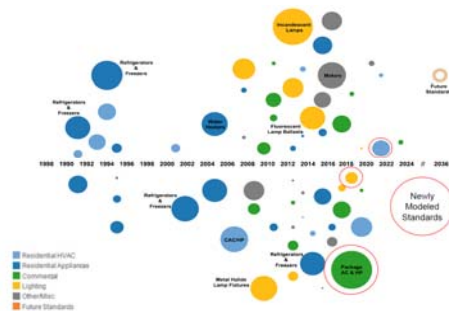 Incandescent
Lamps
Refrigerators
&
Freezers
Motors
Future
Standards
Refrigerators
&
Freezers
Water
Heaters
Fluorescent
Lamp Ballasts
1988 1990 1992 1994 1996 1998 2000 2002 2004 2006 2008 2010 2012 2014 2016 2018 2020 2022 2024 // 2036
Refrigerators
&
Freezers
Newly
Modeled
Standards
CAC/HP
Refrigerators
&
Freezers
Package
AC & HP
Metal Halide
Lamp Fixtures
Residential HVAC
Residential Appliances
Commercial
Lighting
Other/Misc
Future Standards